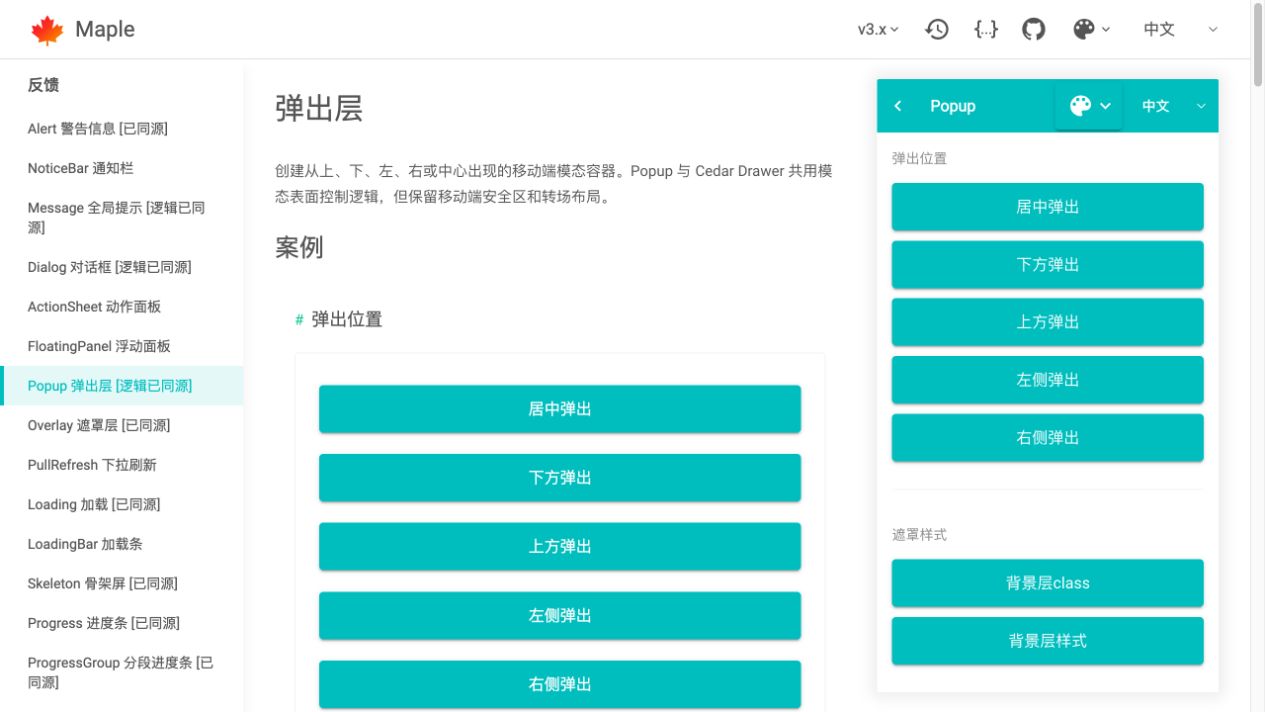 Maple
v3.x
{...}
中文
反馈
Alert 警告信息 [已同源]
NoticeBar 通知栏
Message 全局提示 [逻辑已同
源]
Dialog 对话框 [逻辑已同源]
ActionSheet 动作面板
FloatingPanel 浮动面板
Popup 弹出层 [逻辑已同源]
Overlay 遮罩层 [已同源]
PullRefresh 下拉刷新
Loading 加载 [已同源]
LoadingBar 加载条
Skeleton 骨架屏 [已同源]
Progress 进度条 [已同源]
ProgressGroup 分段进度条 [已
同源]
弹出层
创建从上、下、左、右或中心出现的移动端模态容器。Popup 与 Cedar Drawer 共用模
态表面控制逻辑，但保留移动端安全区和转场布局。
案例
# 弹出位置
居中弹出
下方弹出
上方弹出
左侧弹出
右侧弹出
Popup
中文
弹出位置
居中弹出
下方弹出
上方弹出
左侧弹出
右侧弹出
遮罩样式
背景层class
背景层样式